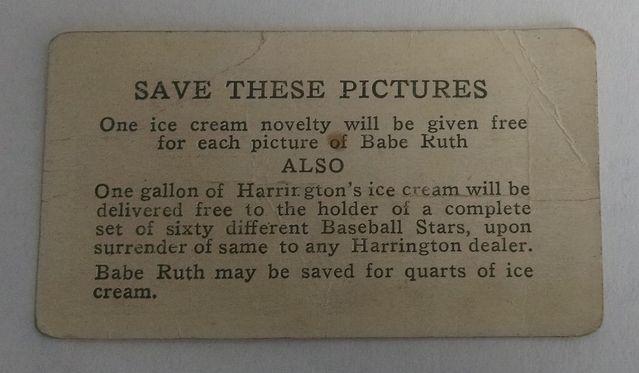 SAVE THESE PICTURES
One ice cream novelty will be given free
for each picture of Babe Ruth
ALSO
One gallon of Harrington's ice cream will be
delivered free to the holder of a complete
set of sixty different Baseball Stars, upon
surrender of same to any Harrington dealer.
Babe Ruth may be saved for quarts of ice
cream.